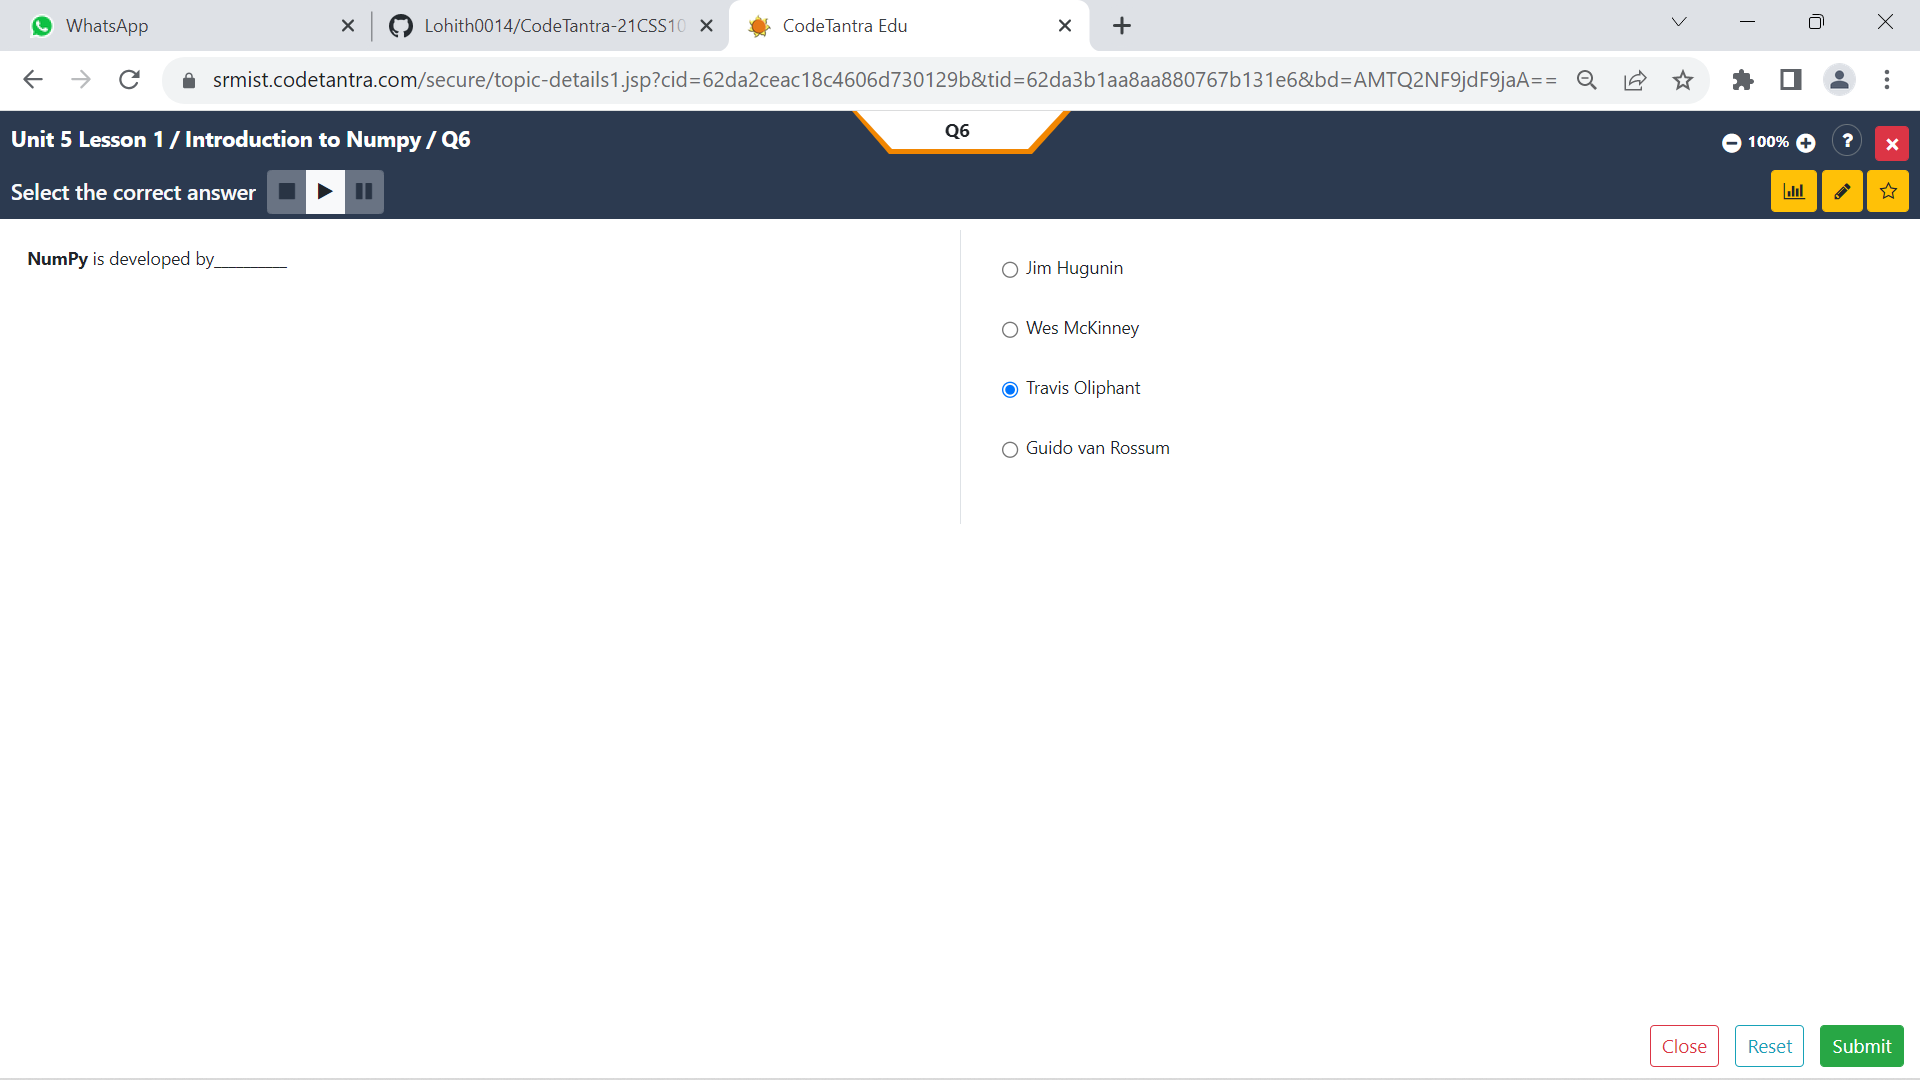 WhatsApp
Lohith0014/CodeTantra-21CSS10
CodeTantra Edu
srmist.codetantra.com/secure/topic-details1.jsp?cid=62da2ceac18c4606d730129b&tid=62da3b1aa8aa880767b131e6&bd=AMTQ2NF9jdF9jaA==
Unit 5 Lesson 1 / Introduction to Numpy / Q6
Q6
100%
?
Select the correct answer
NumPy is developed by_________
Jim Hugunin
Wes McKinney
Travis Oliphant
Guido van Rossum
Close
Reset
Submit